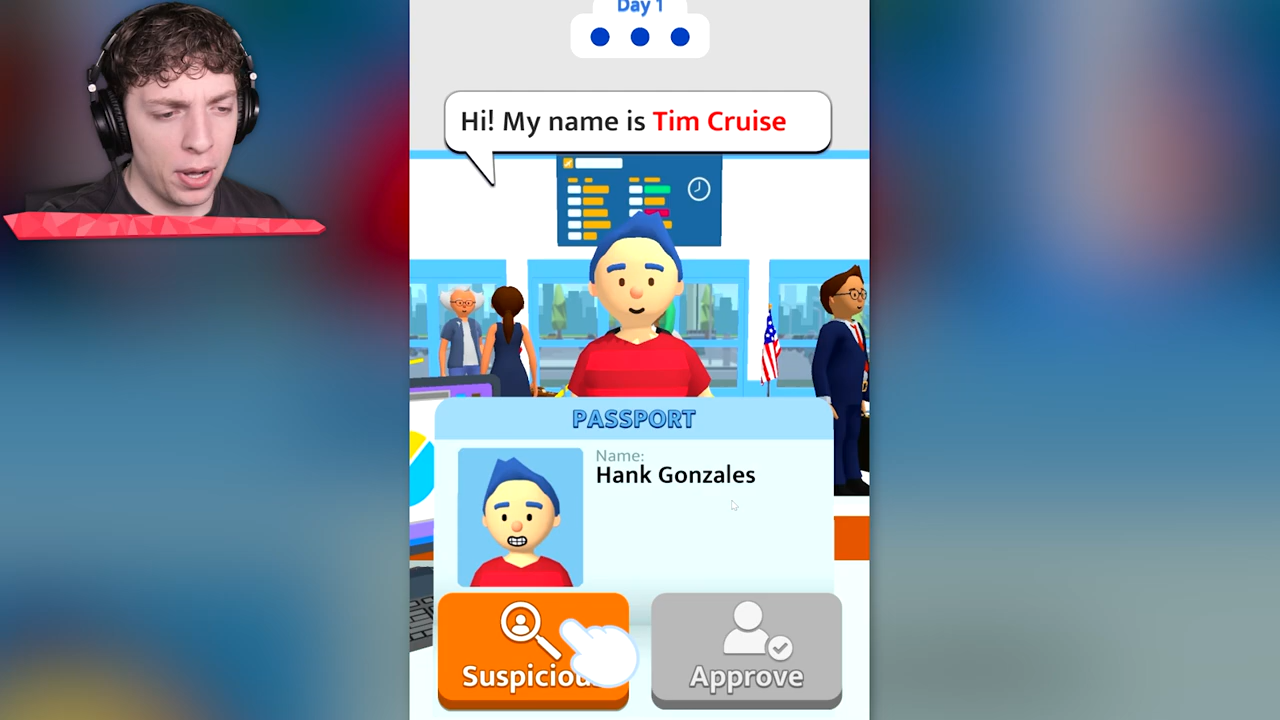 Day 1
Hi! My name is Tim Cruise
PASSPORT
Name:
Hank Gonzales
Suspicious
Approve